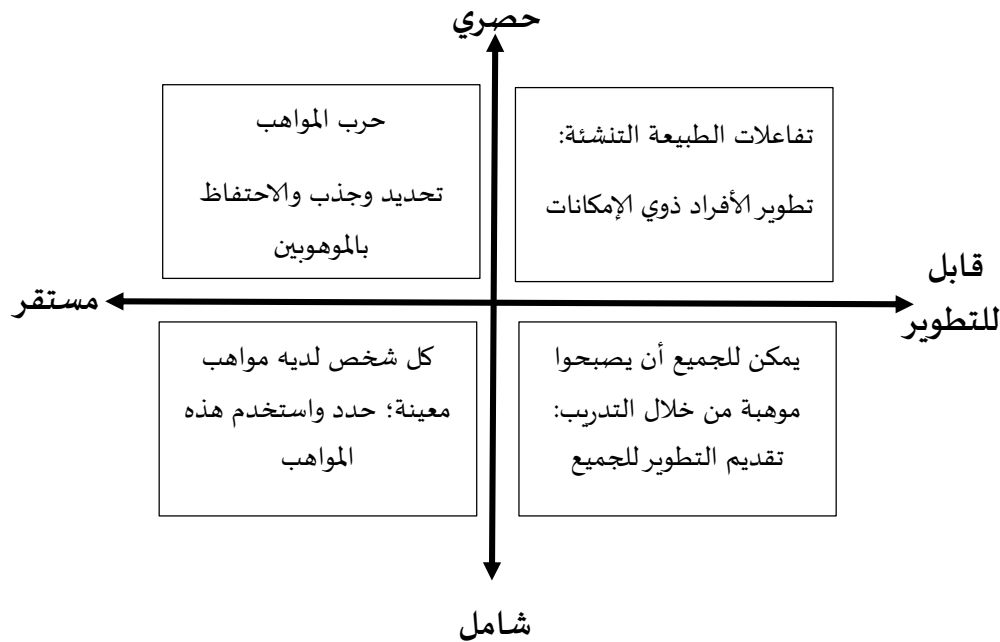 حصري
تفاعلات الطبيعة التنشئة:
تطوير الأفراد ذوي الإمكانات
حرب المواهب
تحديد وجذب والاحتفاظ
بالموهوبين
قابل
للتطوير
مستقر
يمكن للجميع أن يصبحوا
موهبة من خلال التدريب:
تقديم التطوير للجميع
كل شخص لديه مواهب
معينة؛ حدد واستخدم هذه
المواهب
شامل